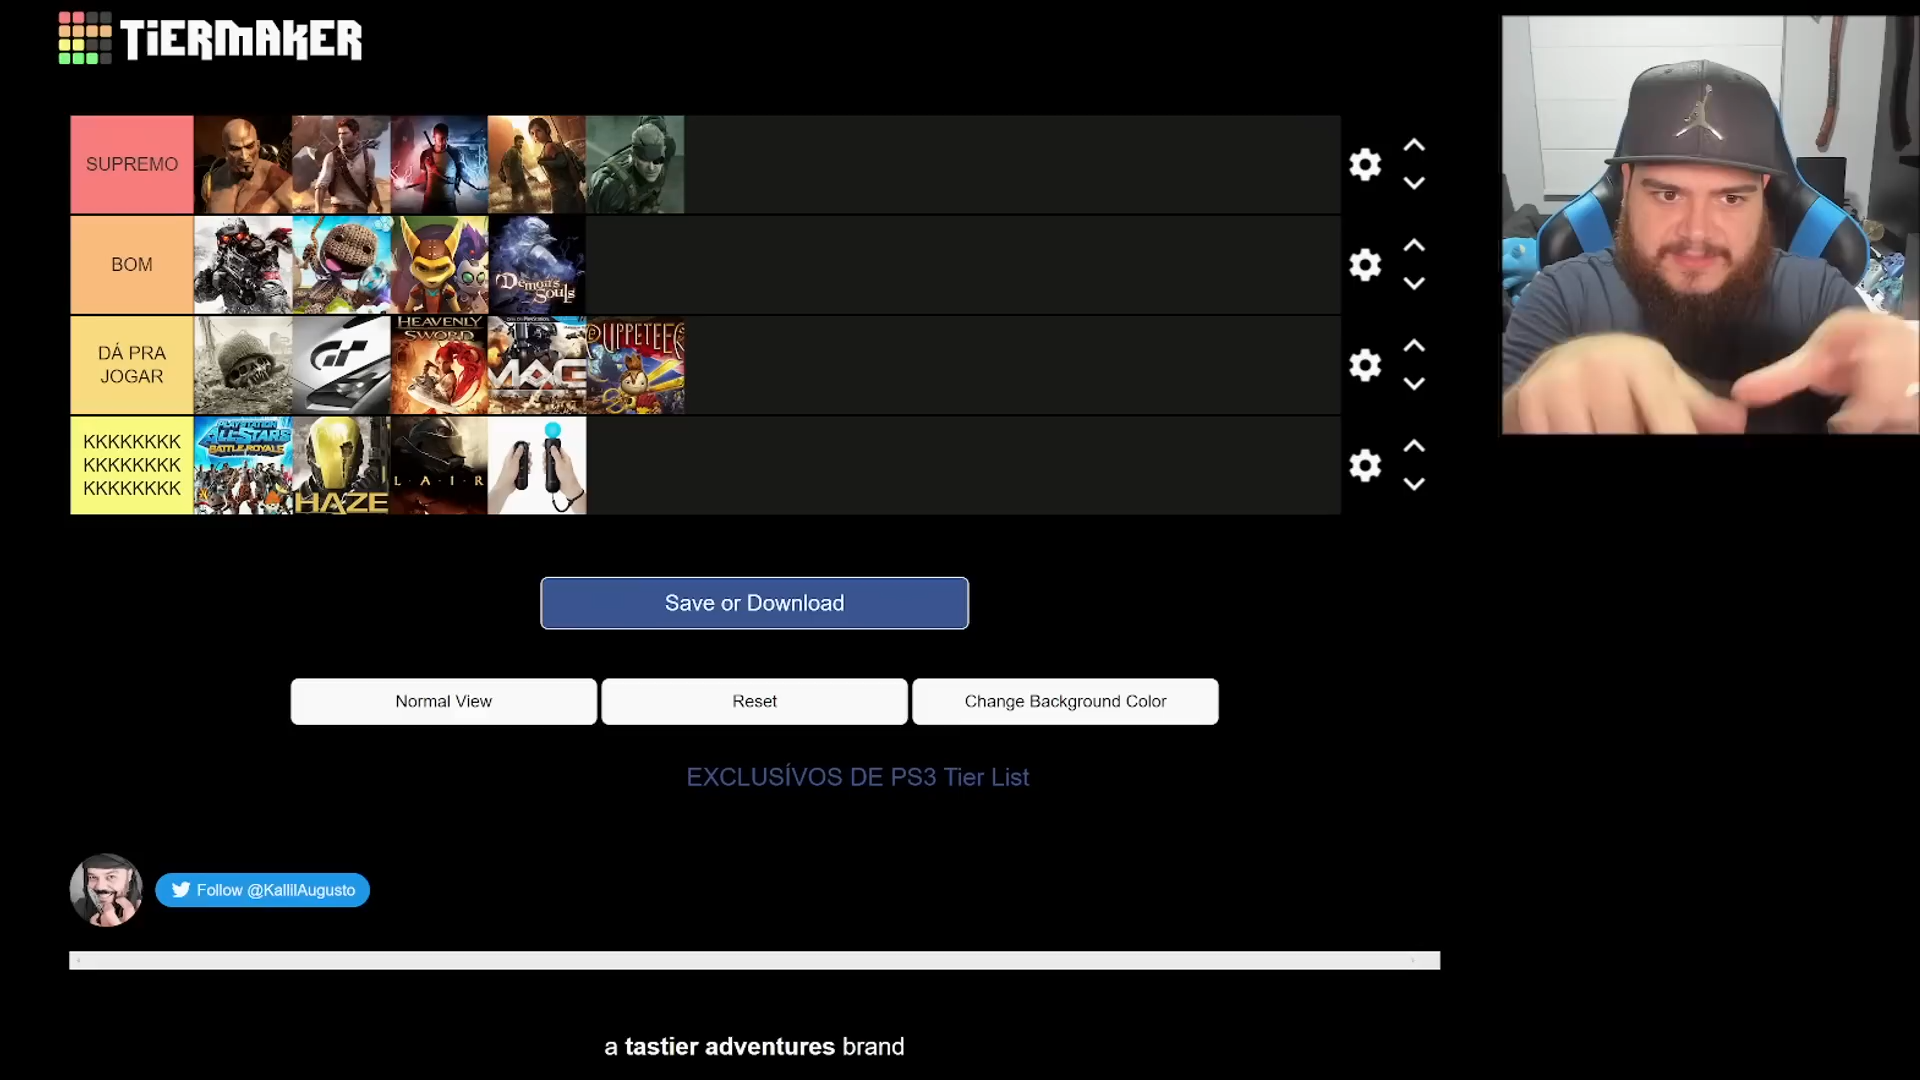 TiERMAKER
SUPREMO
BOM
Demon's
Souls
DÁ PRA
JOGAR
GT
HEAVENLY
SWORD
MAG
PUPPETEER
KKKKKKKK
KKKKKKKK
KKKKKKKK
PLAYSTATION
ALL-STARS
BATTLE ROYALE
HAZE
L·A·I·R
Save or Download
Normal View
Reset
Change Background Color
EXCLUSÍVOS DE PS3 Tier List
Follow @KallilAugusto
a tastier adventures brand